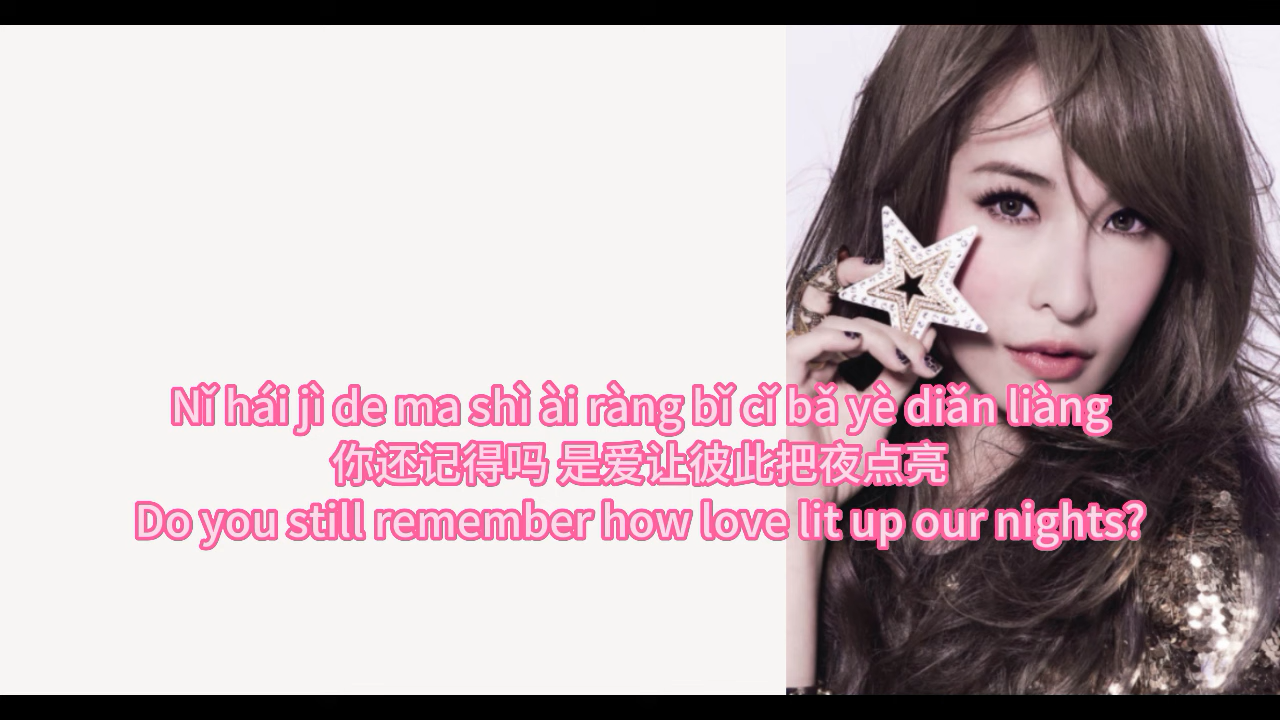 Nǐ hái jì de ma shì ài ràng bǐ cǐ bǎ yè diǎn liàng
你还记得吗 是爱让彼此把夜点亮
Do you still remember how love lit up our nights?